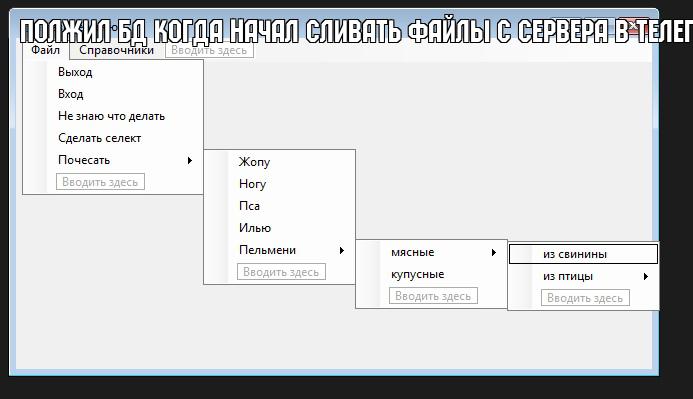 ПОЛЖИЛ БД КОГДА НАЧАЛ СЛИВАТЬ ФАЙЛЫ С СЕРВЕРА В ТЕЛЕГ
Файл Справочники Вводить здесь
Выход
Вход
Не знаю что делать
Сделать селект
Почесать
Вводить здесь
Жопу
Ногу
Пса
Илью
Пельмени
Вводить здесь
мясные
купусные
Вводить здесь
из свинины
из птицы
Вводить здесь